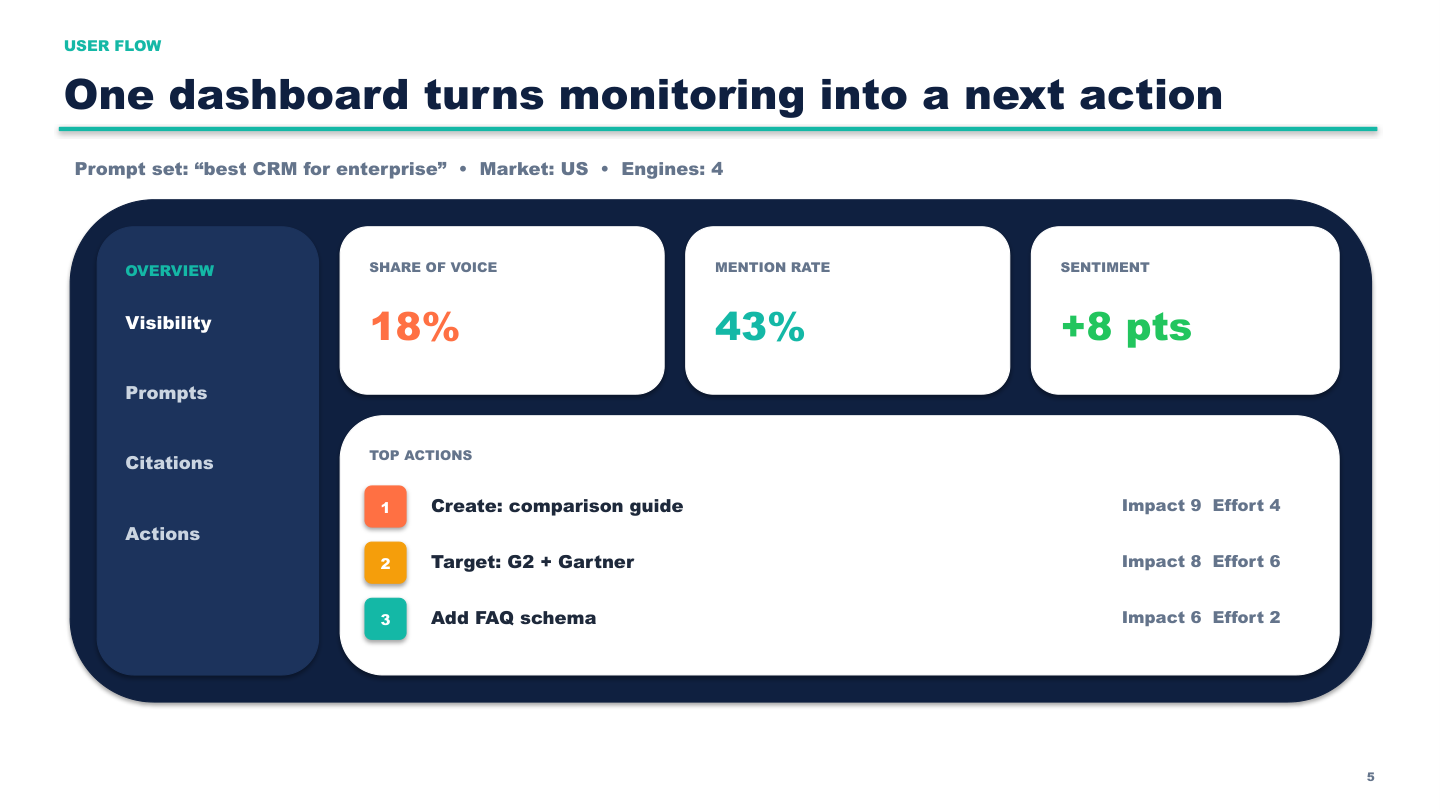 USER FLOW
One dashboard turns monitoring into a next action
Prompt set: “best CRM for enterprise” • Market: US • Engines: 4
OVERVIEW
Visibility
Prompts
Citations
Actions
SHARE OF VOICE
18%
MENTION RATE
43%
SENTIMENT
+8 pts
TOP ACTIONS
1 Create: comparison guide Impact 9 Effort 4
2 Target: G2 + Gartner Impact 8 Effort 6
3 Add FAQ schema Impact 6 Effort 2
5